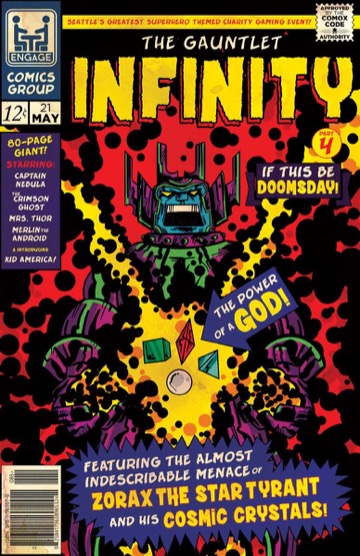 SEATTLE'S GREATEST SUPERHERO THEMED CHARITY GAMING EVENT!
APPROVED
BY THE
COMOX
CODE
AUTHORITY
ENGAGE
COMICS
GROUP
12¢
21
MAY
THE GAUNTLET
INFINITY
PART
4
IF THIS BE
DOOMSDAY!
80-PAGE
GIANT!
STARRING:
CAPTAIN
NEBULA
THE CRIMSON
GHOST
MRS. THOR
MERLIN THE
ANDROID
& INTRODUCING
KID AMERICA!
THE POWER
OF A GOD!
FEATURING THE ALMOST
INDESCRIBABLE MENACE OF
ZORAX THE STAR TYRANT
AND HIS COSMIC CRYSTALS!